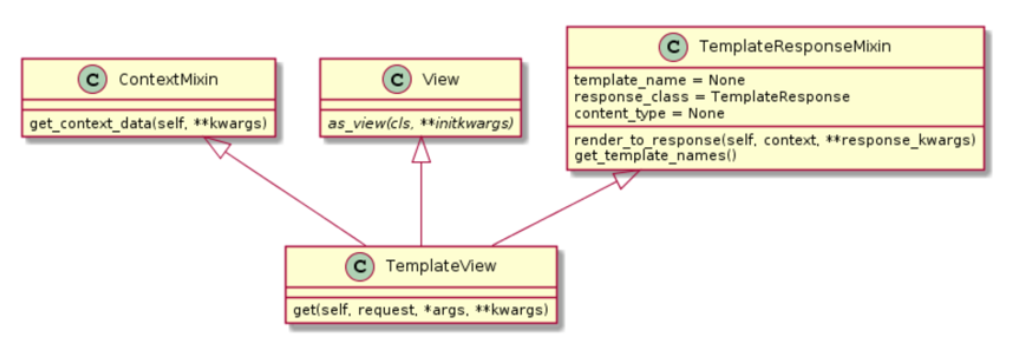 C ContextMixin
get_context_data(self, **kwargs)
C View
as_view(cls, **initkwargs)
C TemplateResponseMixin
template_name = None
response_class = TemplateResponse
content_type = None
render_to_response(self, context, **response_kwargs)
get_template_names()
C TemplateView
get(self, request, *args, **kwargs)